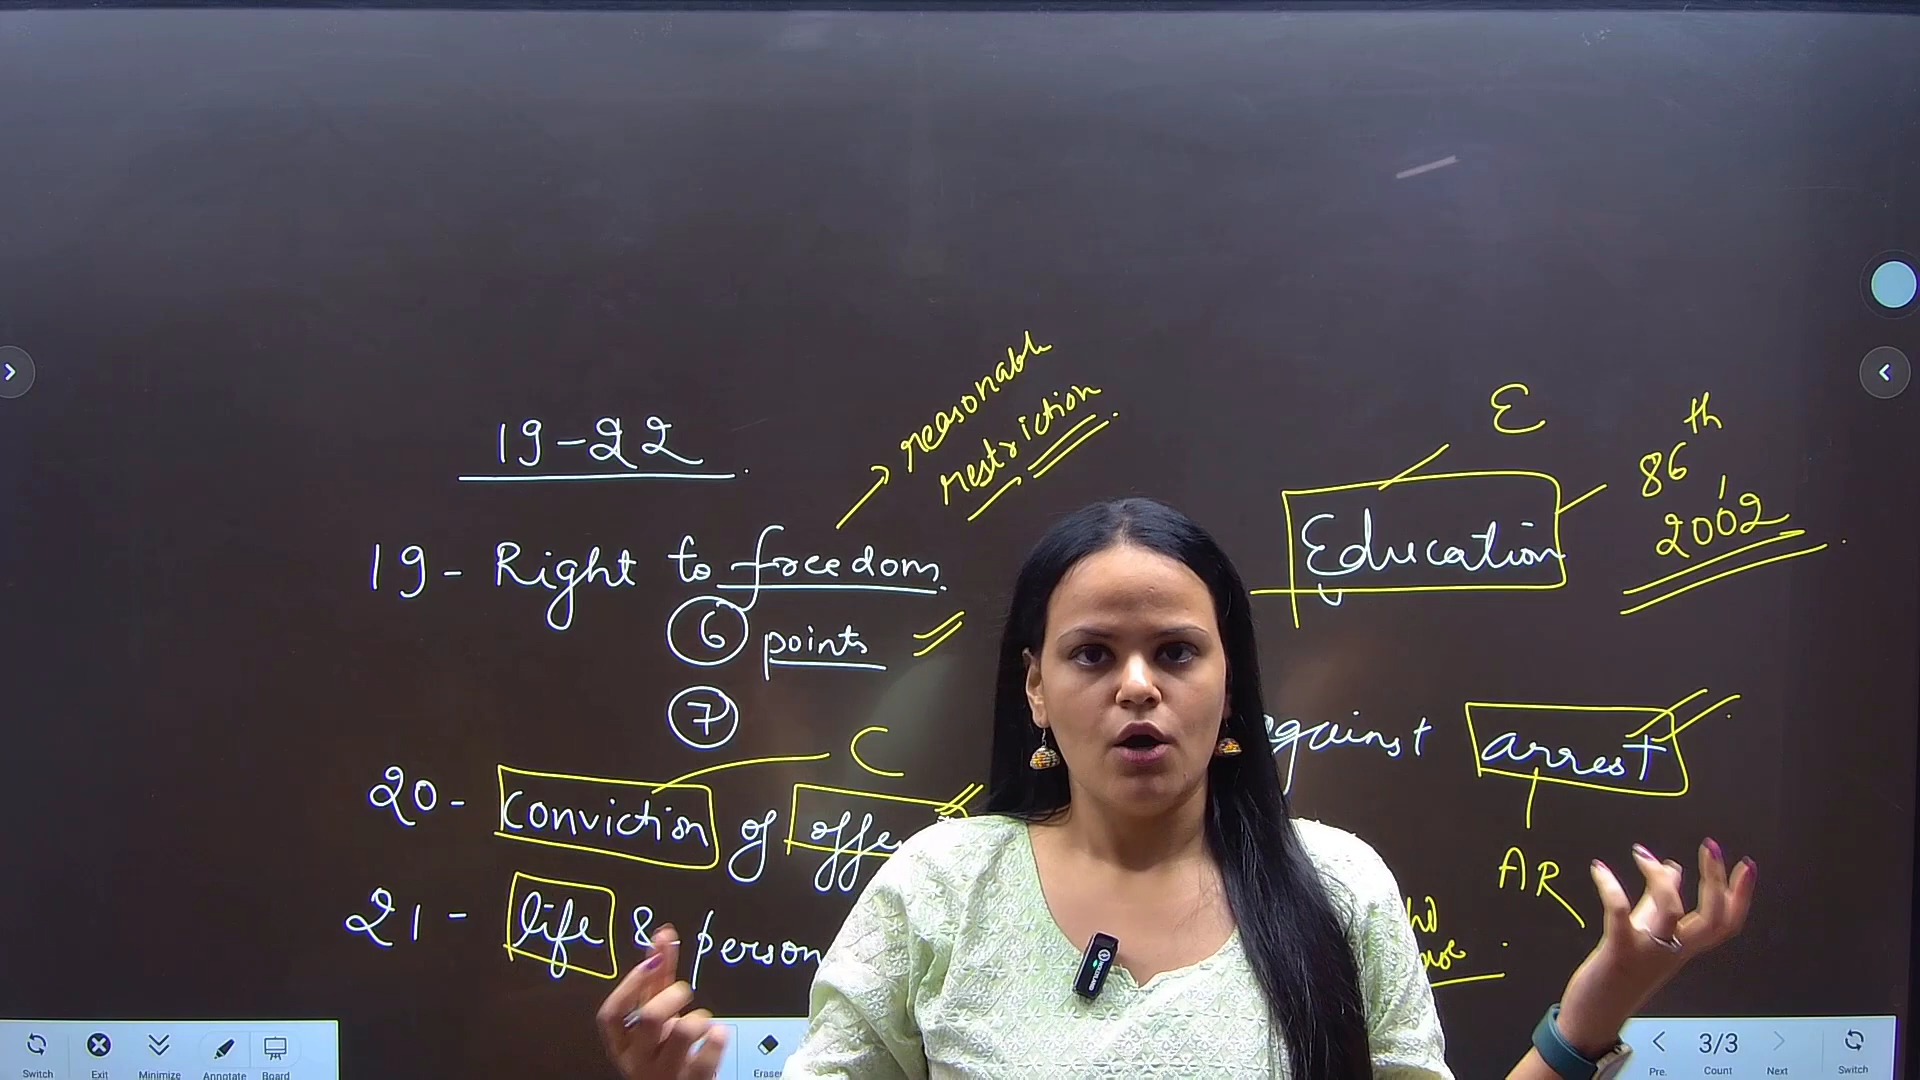 19-22
reasonable
restriction
19- Right to freedom
6 points
7
C
20- Conviction of offe
21- life & person
E
Education
86th
2002
against arrest
AR
Switch
Exit
Minimize
Annotate
Board
Eraser
3/3
Pre.
Count
Next
Switch